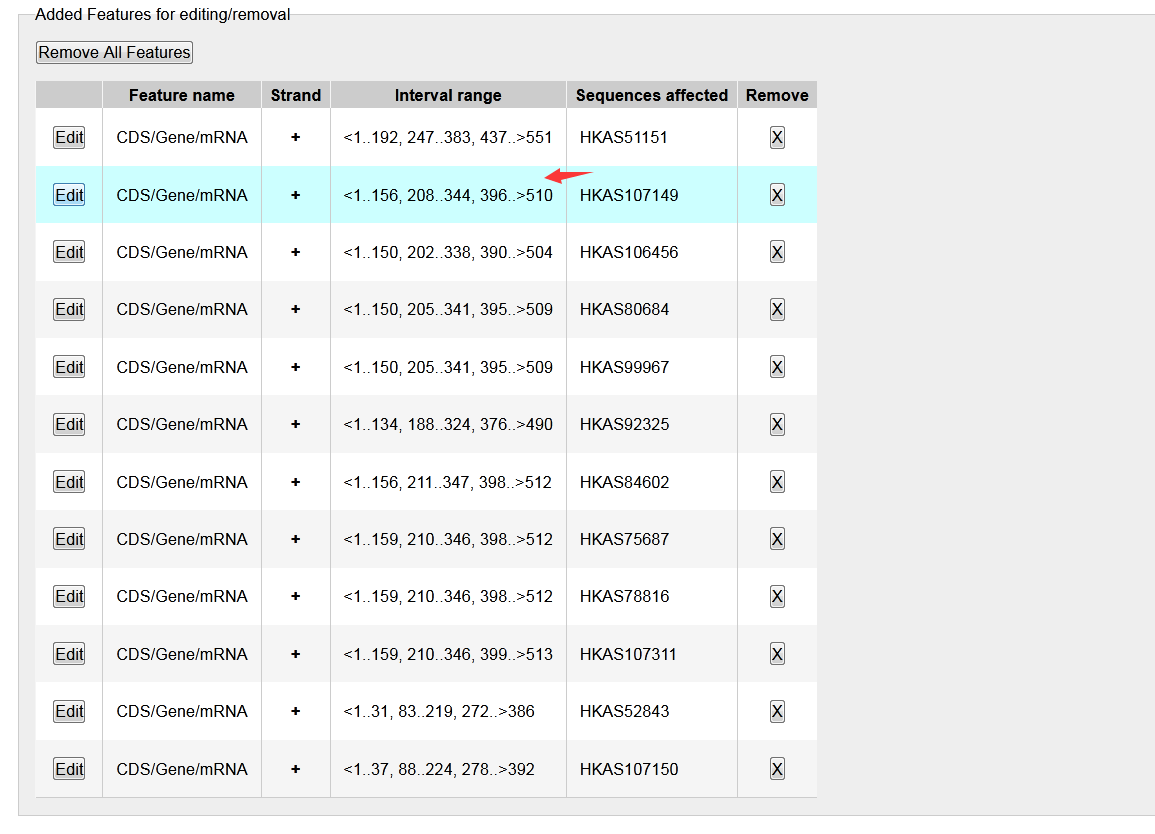 Added Features for editing/removal
Remove All Features
Feature name Strand Interval range Sequences affected Remove
Edit CDS/Gene/mRNA + <1..192, 247..383, 437..>551 HKAS51151 X
Edit CDS/Gene/mRNA + <1..156, 208..344, 396..>510 HKAS107149 X
Edit CDS/Gene/mRNA + <1..150, 202..338, 390..>504 HKAS106456 X
Edit CDS/Gene/mRNA + <1..150, 205..341, 395..>509 HKAS80684 X
Edit CDS/Gene/mRNA + <1..150, 205..341, 395..>509 HKAS99967 X
Edit CDS/Gene/mRNA + <1..134, 188..324, 376..>490 HKAS92325 X
Edit CDS/Gene/mRNA + <1..156, 211..347, 398..>512 HKAS84602 X
Edit CDS/Gene/mRNA + <1..159, 210..346, 398..>512 HKAS75687 X
Edit CDS/Gene/mRNA + <1..159, 210..346, 398..>512 HKAS78816 X
Edit CDS/Gene/mRNA + <1..159, 210..346, 399..>513 HKAS107311 X
Edit CDS/Gene/mRNA + <1..31, 83..219, 272..>386 HKAS52843 X
Edit CDS/Gene/mRNA + <1..37, 88..224, 278..>392 HKAS107150 X